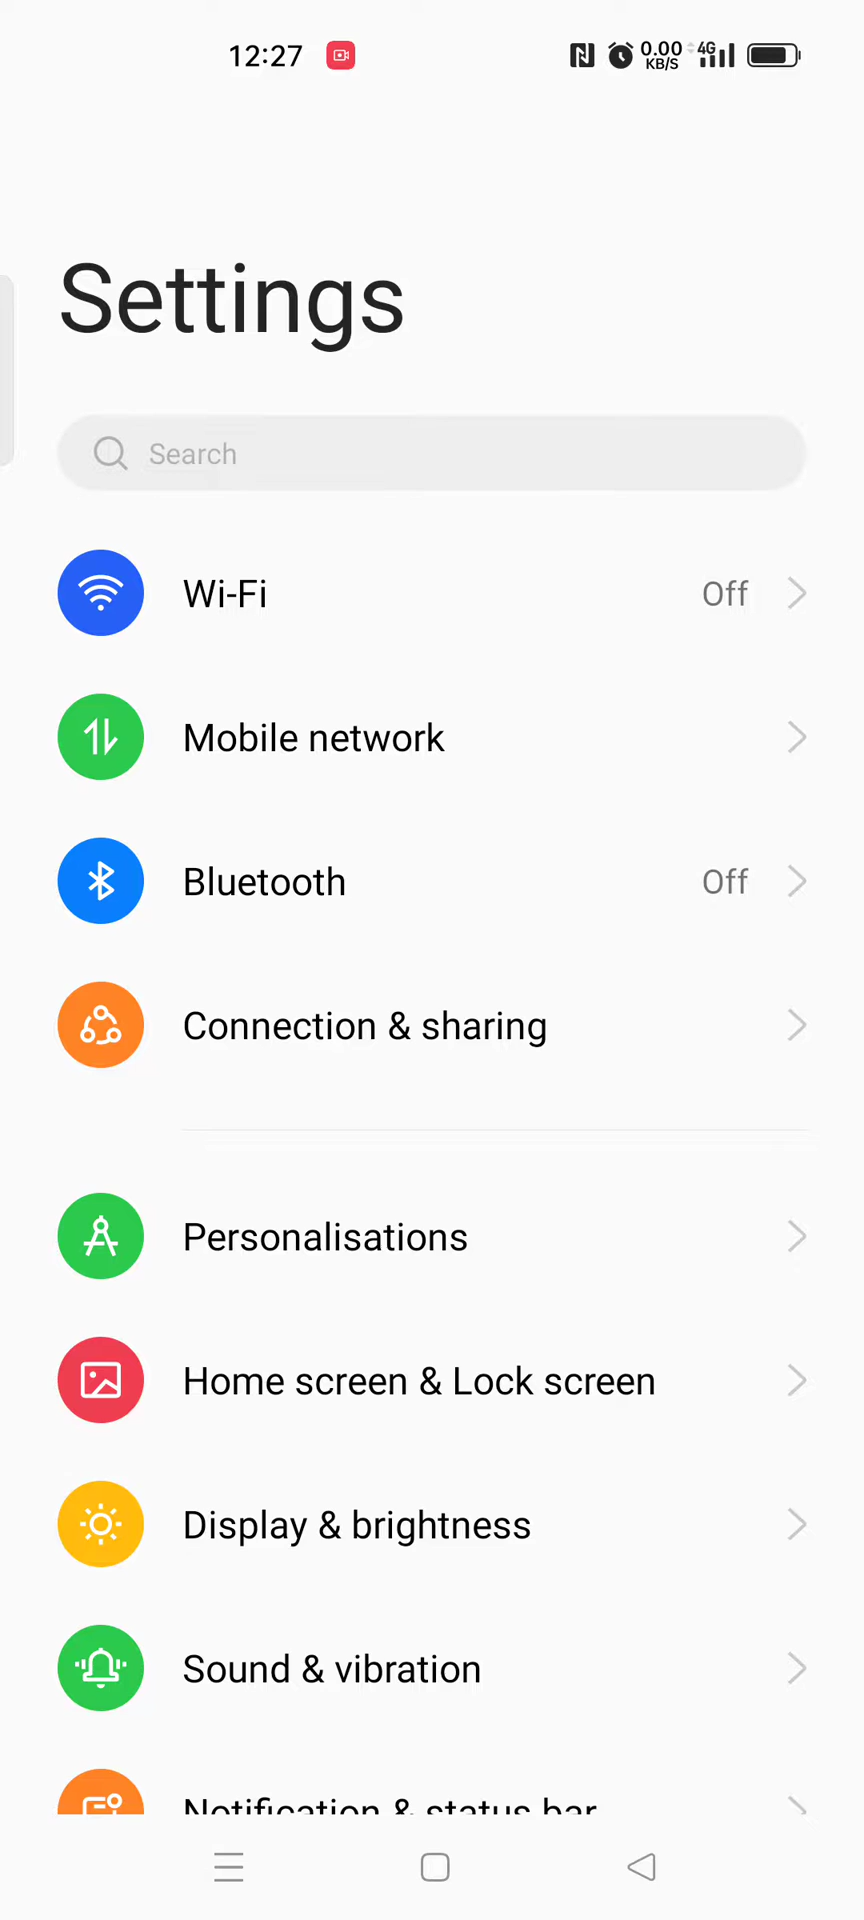 12:27 0.00 KB/S 4G
Settings
Search
Wi-Fi Off
Mobile network
Bluetooth Off
Connection & sharing
Personalisations
Home screen & Lock screen
Display & brightness
Sound & vibration
Notification & status bar